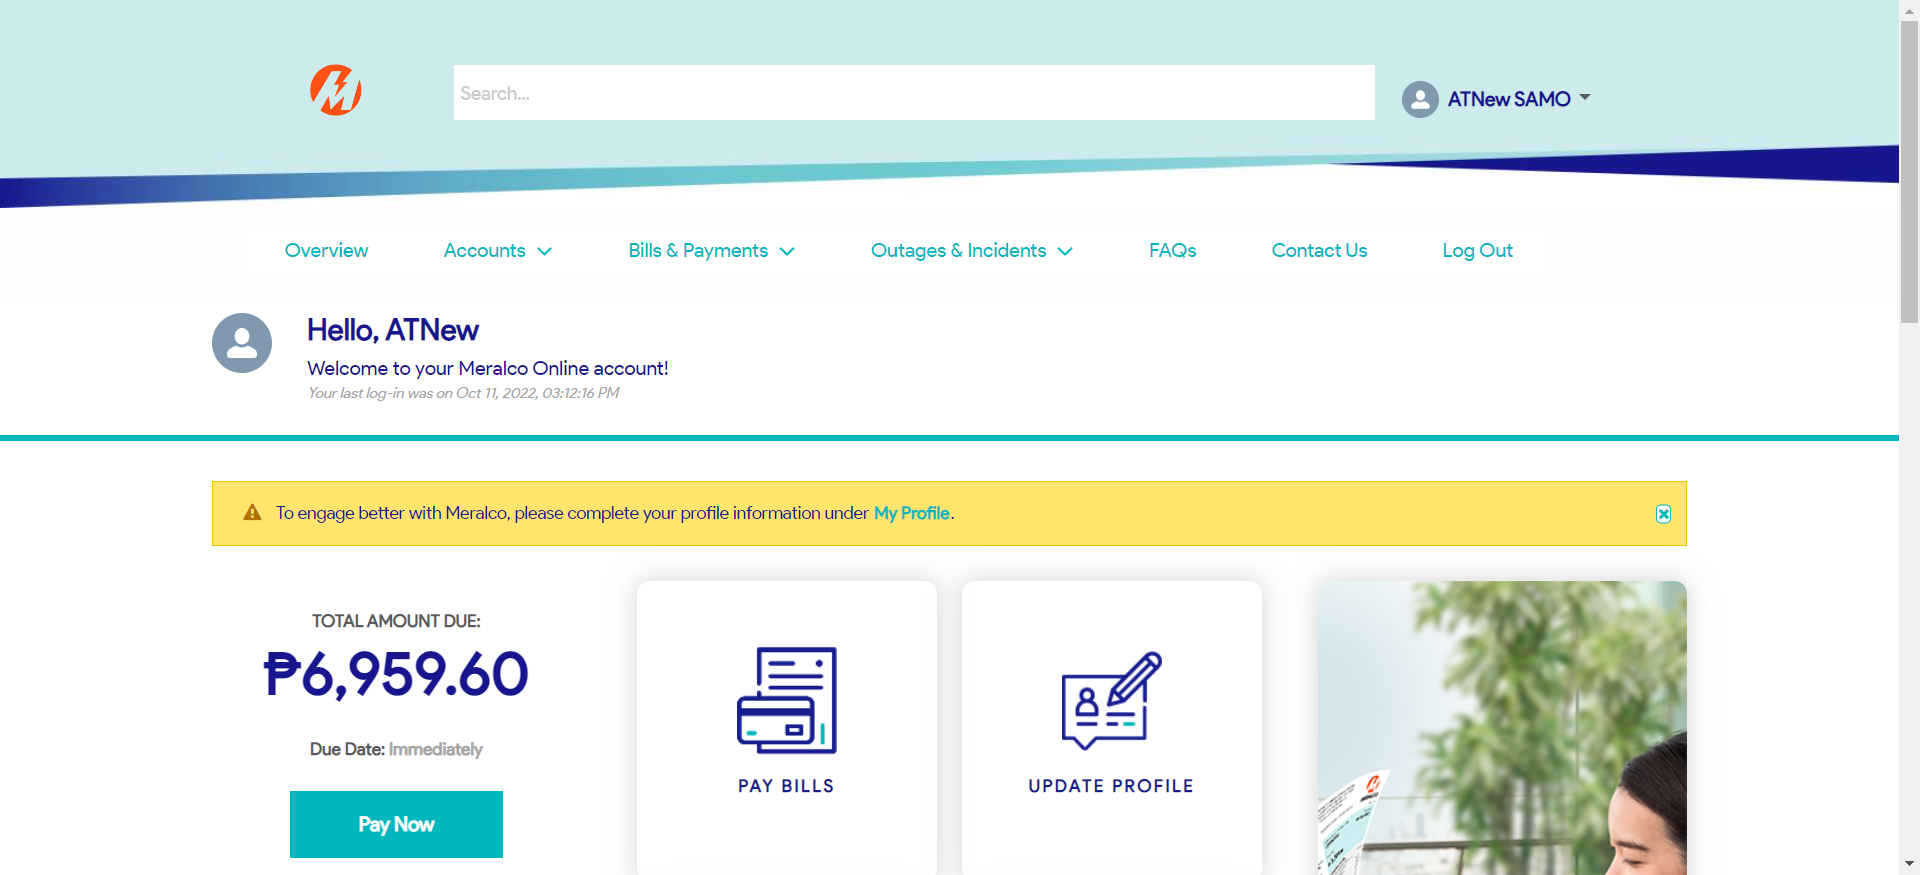 Search...
ATNew SAMO
Overview
Accounts
Bills & Payments
Outages & Incidents
FAQs
Contact Us
Log Out
Hello, ATNew
Welcome to your Meralco Online account!
Your last log-in was on Oct 11, 2022, 03:12:16 PM
To engage better with Meralco, please complete your profile information under My Profile.
TOTAL AMOUNT DUE:
₱6,959.60
Due Date: Immediately
Pay Now
PAY BILLS
UPDATE PROFILE
MERALCO